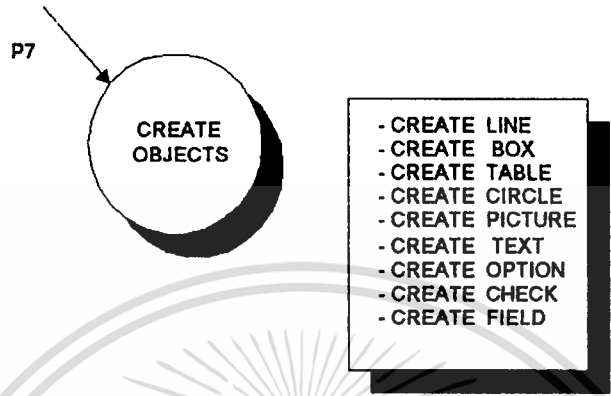 P7
CREATE
OBJECTS
- CREATE LINE
- CREATE BOX
- CREATE TABLE
- CREATE CIRCLE
- CREATE PICTURE
- CREATE TEXT
- CREATE OPTION
- CREATE CHECK
- CREATE FIELD